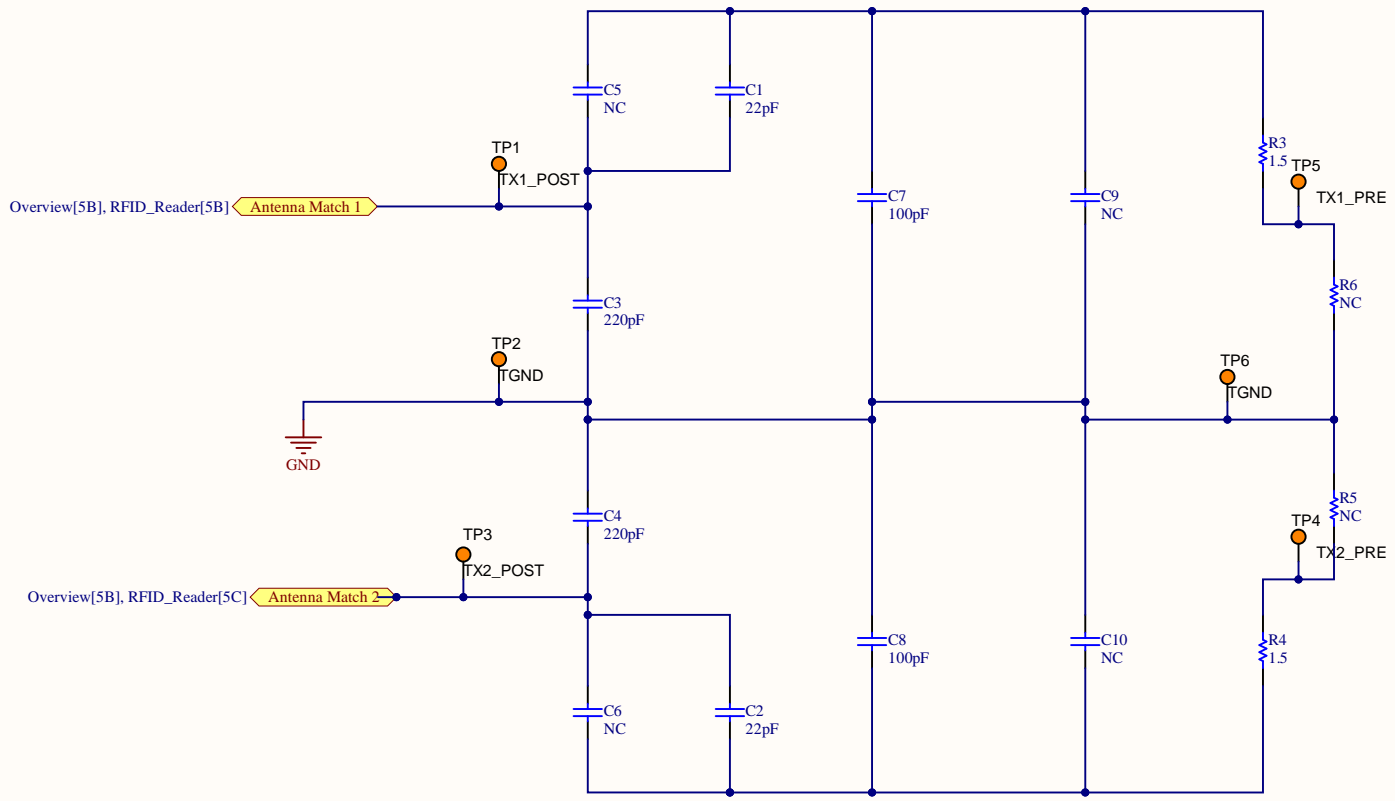 C5
NC
C1
22pF
TP1
TX1_POST
R3
1.5
TP5
TX1_PRE
Overview[5B], RFID_Reader[5B]
Antenna Match 1
C7
100pF
C9
NC
R6
NC
C3
220pF
TP2
TGND
TP6
TGND
GND
C4
220pF
R5
NC
TP4
TX2_PRE
TP3
TX2_POST
Overview[5B], RFID_Reader[5C]
Antenna Match 2
C8
100pF
C10
NC
R4
1.5
C6
NC
C2
22pF